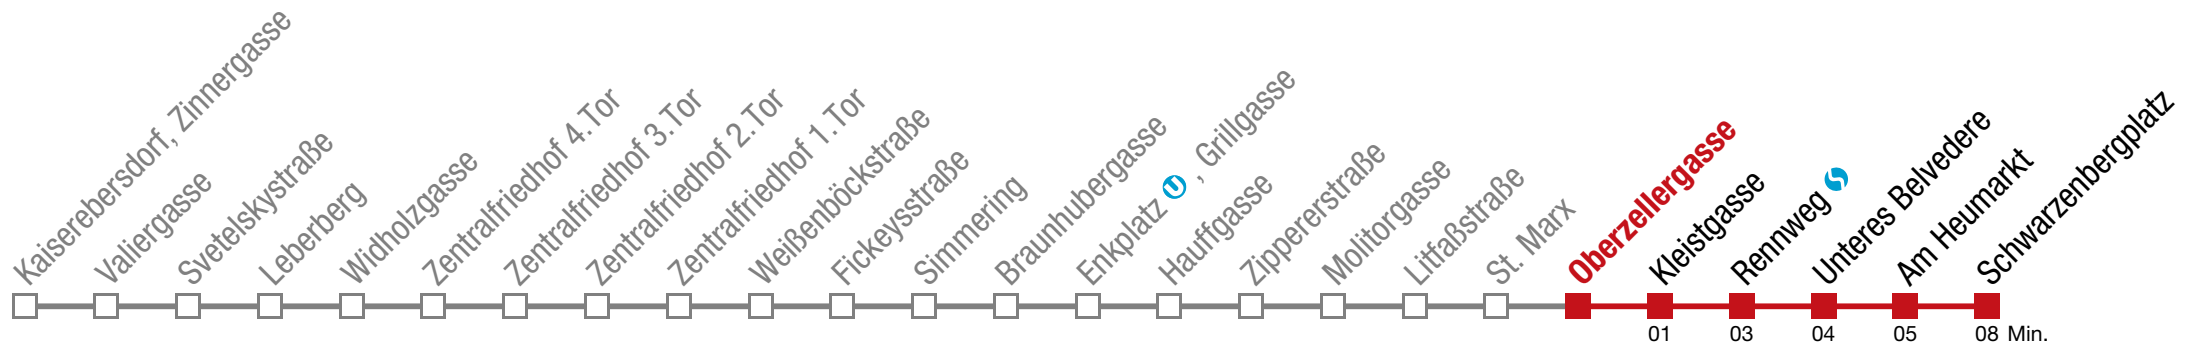 Kaiserebersdorf, Zinnergasse
Valiergasse
Svetelskystraße
Leberberg
Widholzgasse
Zentralfriedhof 4.Tor
Zentralfriedhof 3.Tor
Zentralfriedhof 2.Tor
Zentralfriedhof 1.Tor
Weißenböckstraße
Fickeysstraße
Simmering
Braunhubergasse
Enkplatz U , Grillgasse
Hauffgasse
Zippererstraße
Molitorgasse
Litfaßstraße
St. Marx
Oberzellergasse
Kleistgasse
Rennweg S
Unteres Belvedere
Am Heumarkt
Schwarzenbergplatz
01 03 04 05 08 Min.